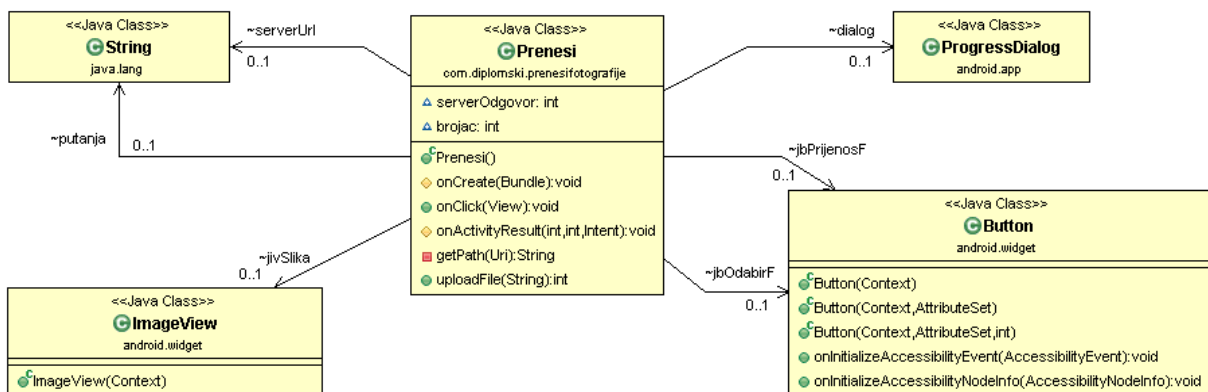 <<Java Class>>
String
java.lang
~serverUrl
0..1
~putanja
0..1
<<Java Class>>
Prenesi
com.diplomski.prenesifotografije
serverOdgovor: int
brojac: int
Prenesi()
onCreate(Bundle):void
onClick(View):void
onActivityResult(int,int,Intent):void
getPath(Uri):String
uploadFile(String):int
~dialog
0..1
<<Java Class>>
ProgressDialog
android.app
~jbPrijenosF
0..1
~jbOdabirF
0..1
<<Java Class>>
Button
android.widget
Button(Context)
Button(Context,AttributeSet)
Button(Context,AttributeSet,int)
onInitializeAccessibilityEvent(AccessibilityEvent):void
onInitializeAccessibilityNodeInfo(AccessibilityNodeInfo):void
~jivSlika
0..1
<<Java Class>>
ImageView
android.widget
ImageView(Context)